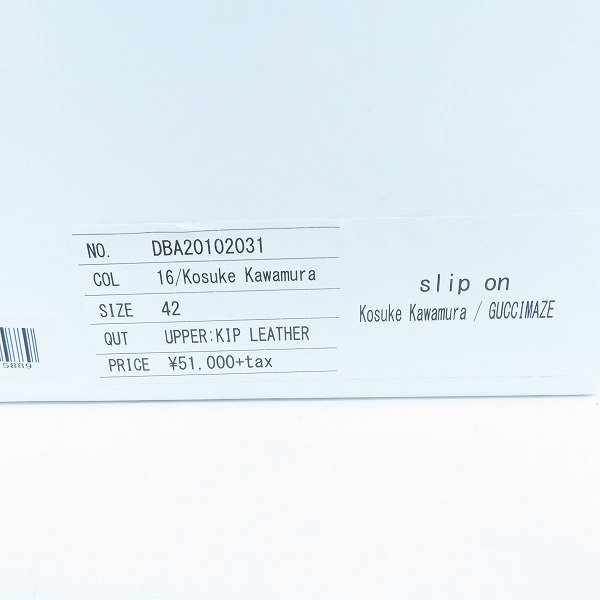 NO. DBA20102031
COL 16/Kosuke Kawamura
SIZE 42
QUT UPPER:KIP LEATHER
PRICE ¥51,000+tax
slip on
Kosuke Kawamura / GUCCIMAZE
5889